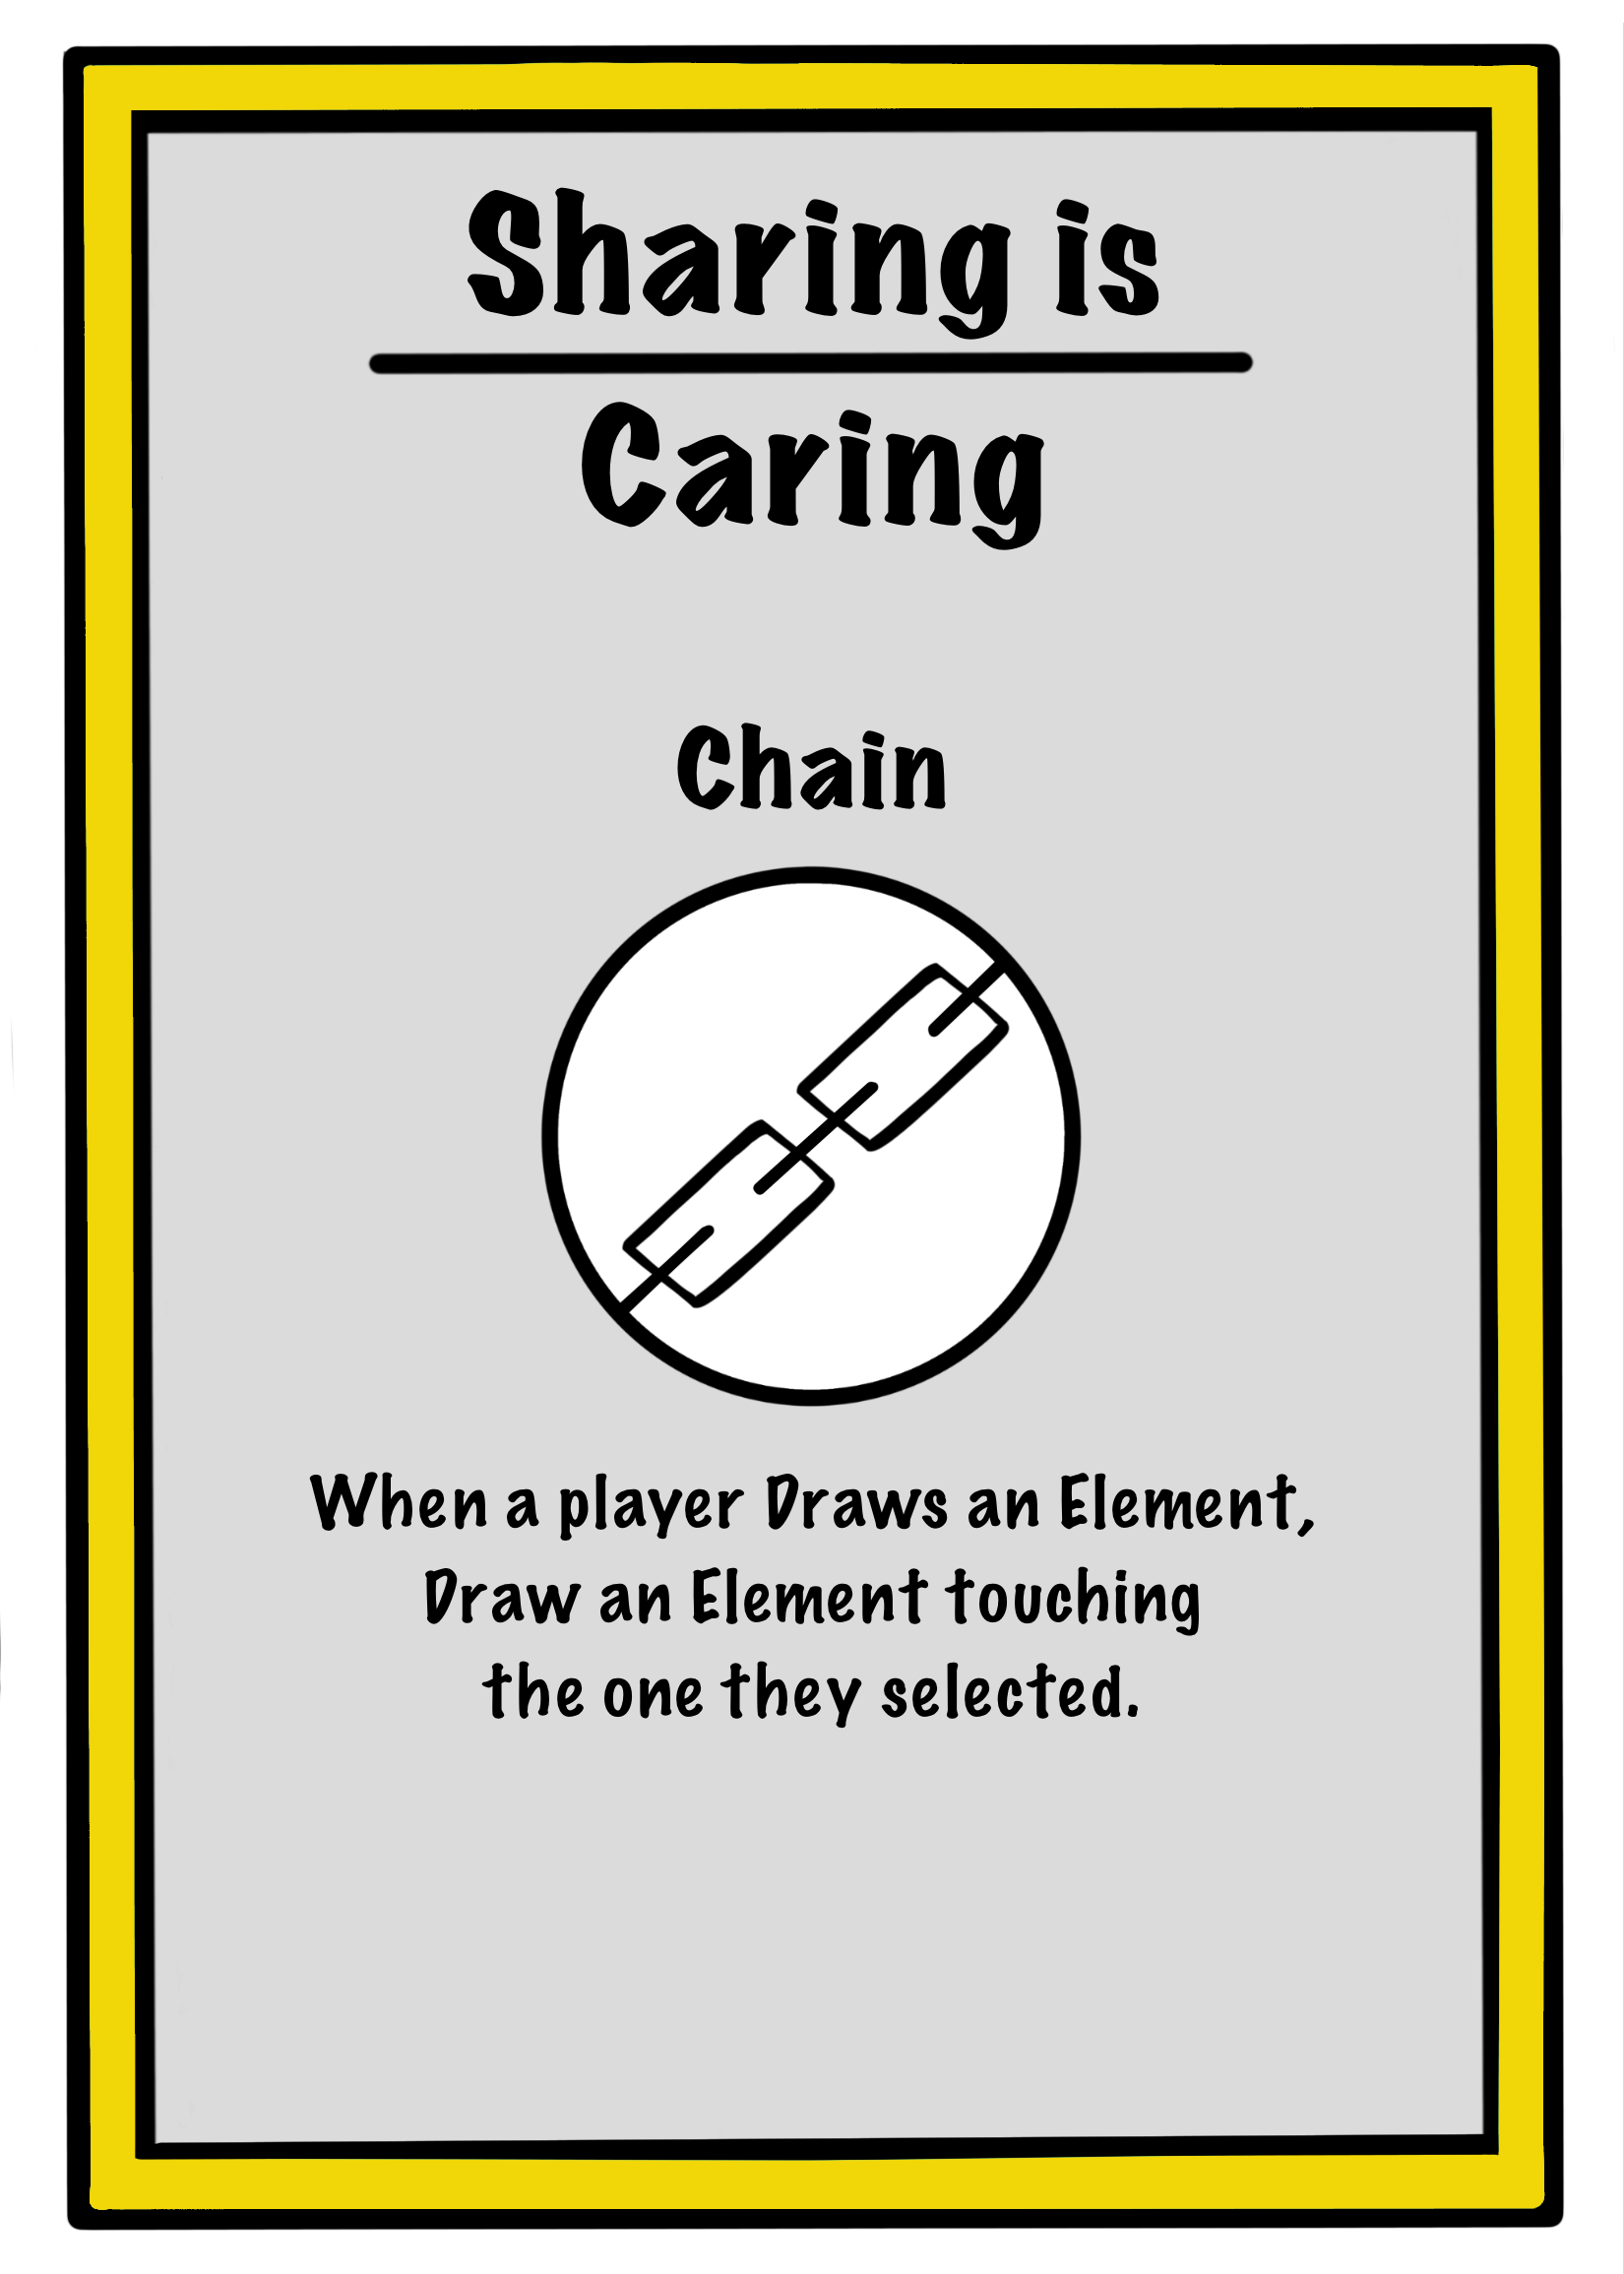 Sharing is
Caring
Chain
When a player Draws an Element,
Draw an Element touching
the one they selected.